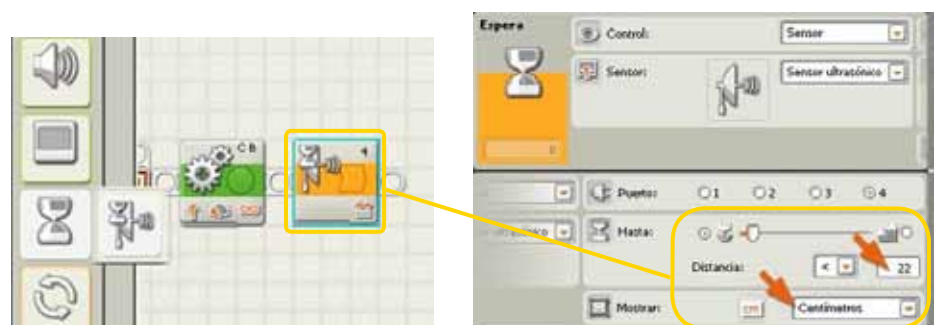 C B
4
Espera
Control:
Sensor
Sensor:
Sensor ultrasónico
Puerto:
1
2
3
4
Hasta:
Distancia:
<
22
Mostrar:
cm
Centímetros